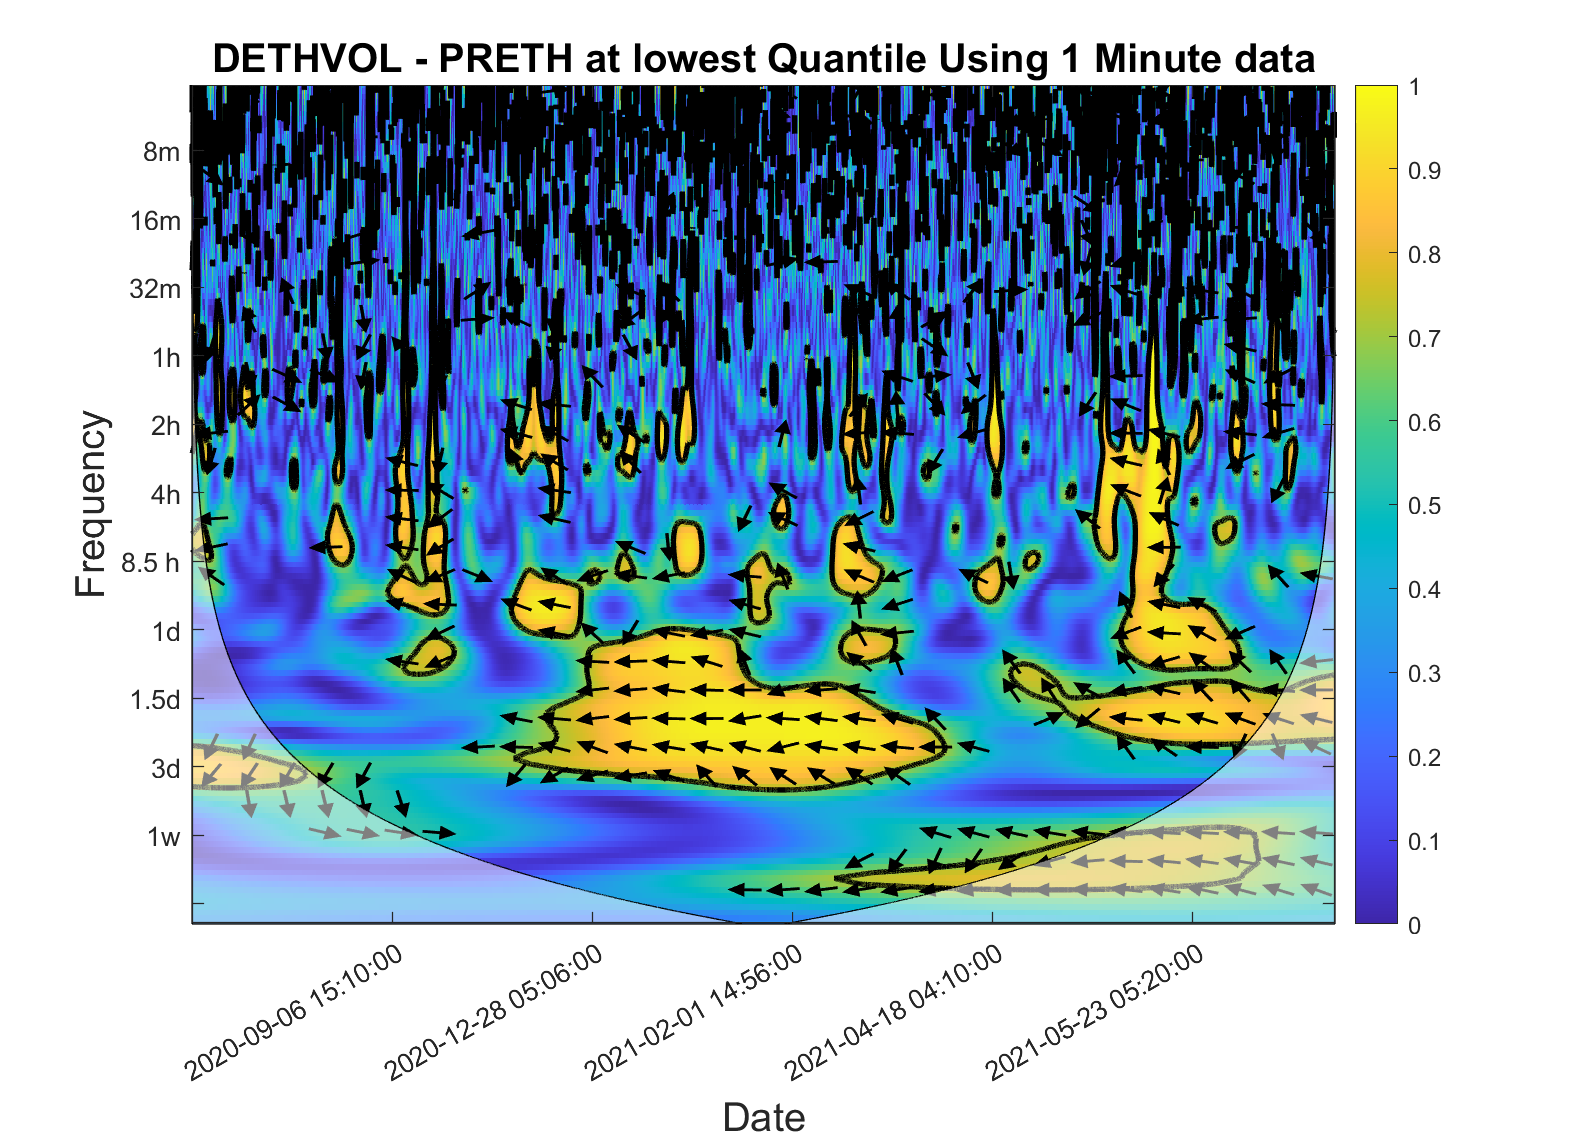 DETHVOL - PRETH at lowest Quantile Using 1 Minute data
Frequency
8m
16m
32m
1h
2h
4h
8.5 h
1d
1.5d
3d
1w
1
0.9
0.8
0.7
0.6
0.5
0.4
0.3
0.2
0.1
0
2020-09-06 15:10:00
2020-12-28 05:06:00
2021-02-01 14:56:00
2021-04-18 04:10:00
2021-05-23 05:20:00
Date